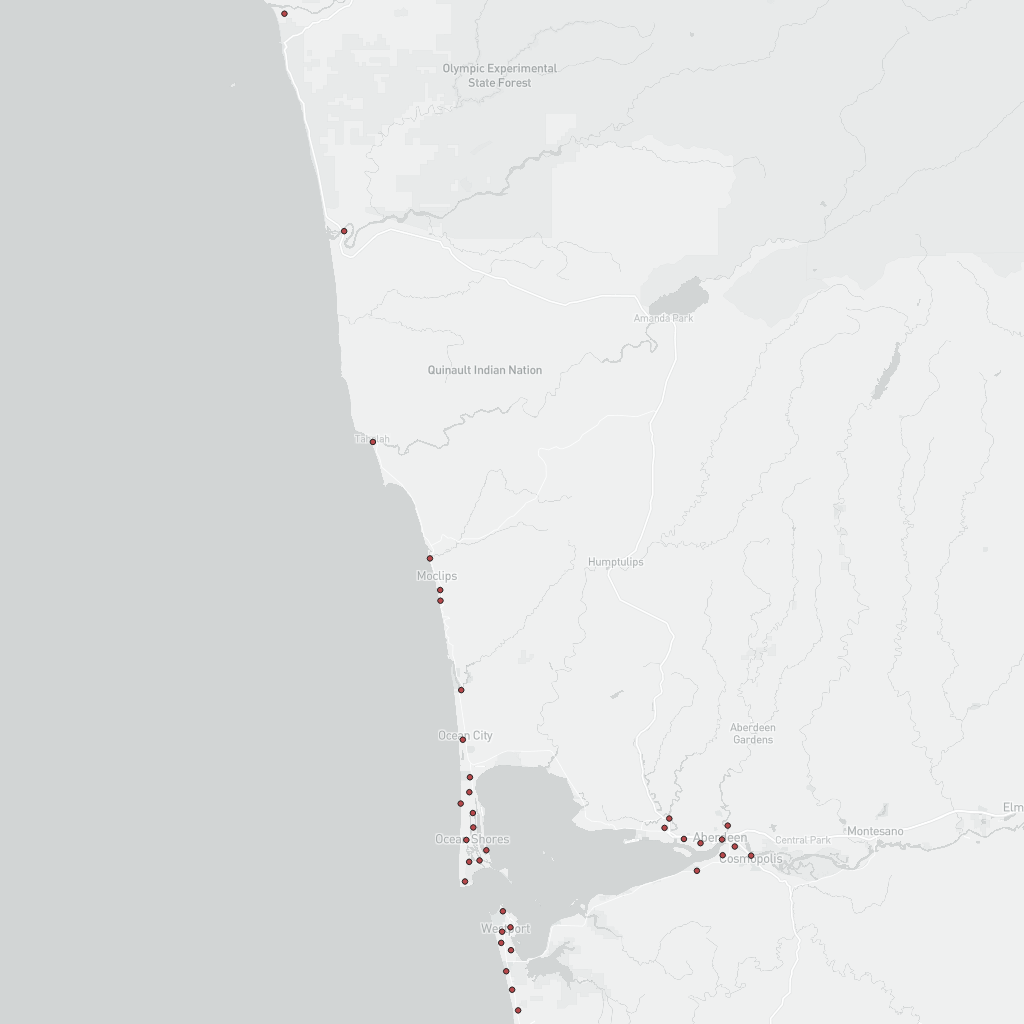 Olympic Experimental
State Forest
Amanda Park
Quinault Indian Nation
Taholah
Humptulips
Moclips
Aberdeen
Gardens
Ocean City
Elm
Montesano
Aberdeen
Central Park
Ocean Shores
Cosmopolis
Westport